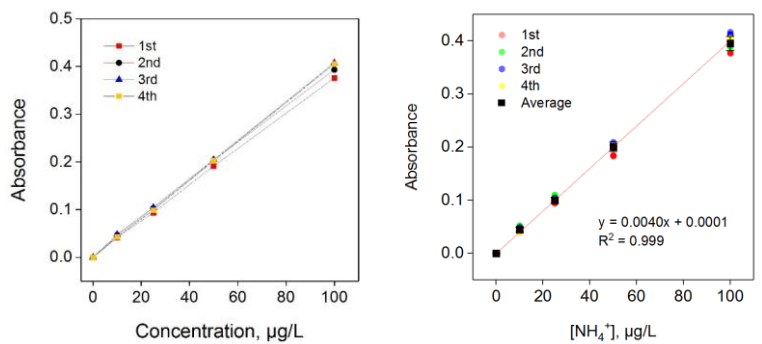 0.5
0.4
0.3
0.2
0.1
0.0
Absorbance
1st
2nd
3rd
4th
0 20 40 60 80 100
Concentration, µg/L
0.4
0.3
0.2
0.1
0.0
Absorbance
1st
2nd
3rd
4th
Average
y = 0.0040x + 0.0001
R² = 0.999
0 20 40 60 80 100
[NH₄⁺], µg/L